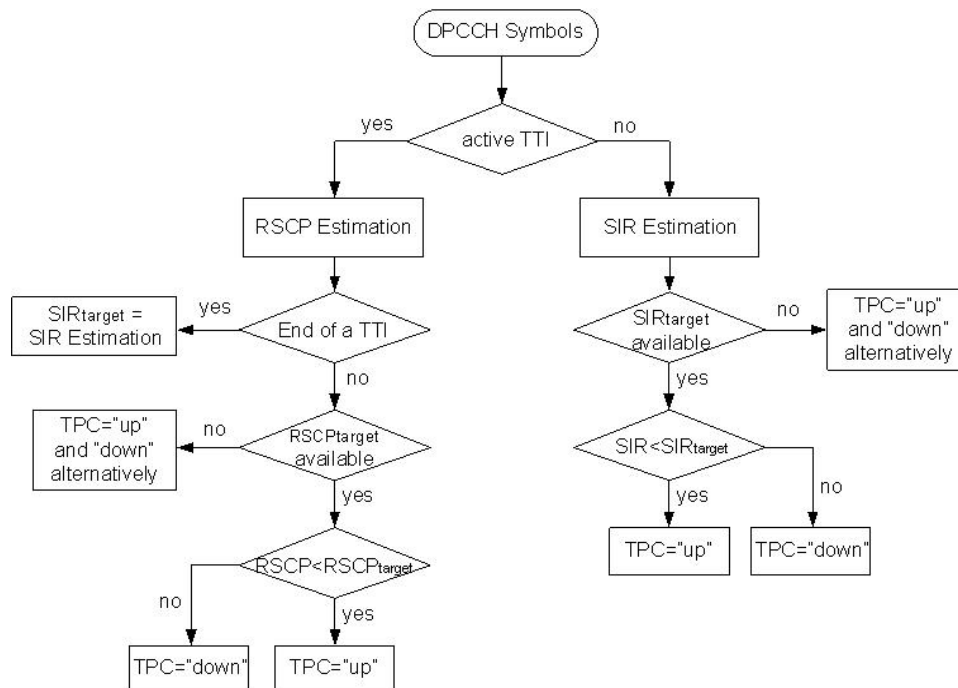 DPCCH Symbols
yes
no
active TTI
RSCP Estimation
SIR Estimation
SIRtarget =
SIR Estimation
yes
End of a TTI
no
SIRtarget
available
no
TPC="up"
and "down"
alternatively
yes
TPC="up"
and "down"
alternatively
no
RSCPtarget
available
yes
SIR<SIRtarget
yes
no
TPC="up"
TPC="down"
RSCP<RSCPtarget
no
yes
TPC="down"
TPC="up"